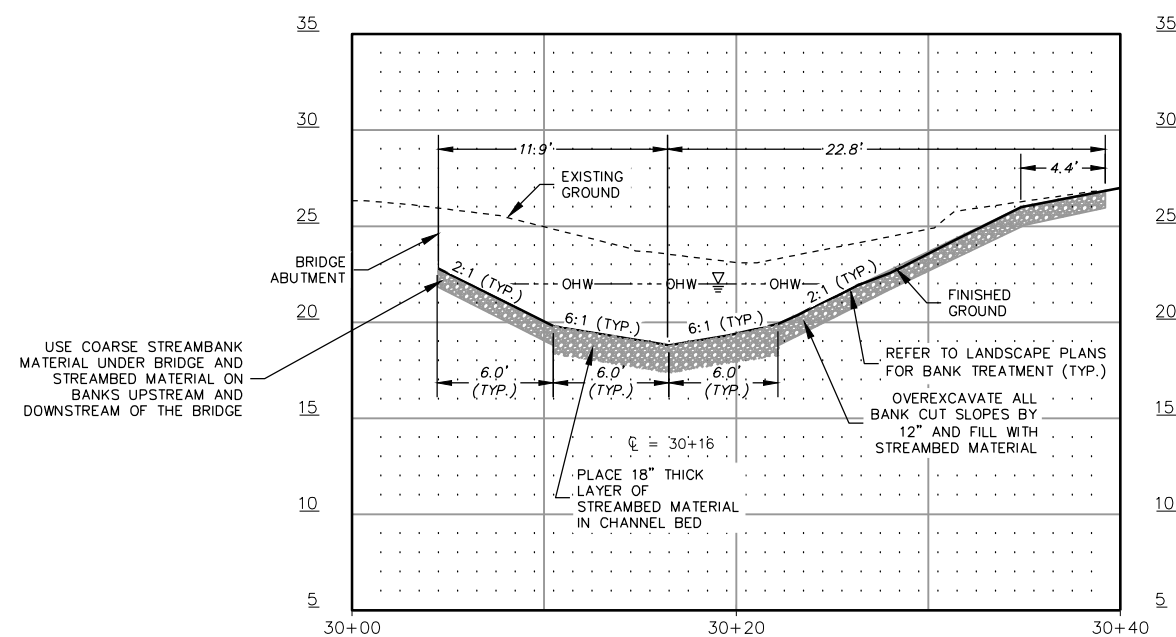 35
35
30
30
11.9'
22.8'
4.4'
EXISTING
GROUND
25
25
BRIDGE
ABUTMENT
2:1 (TYP.)
OHW
OHW
OHW
2:1 (TYP.)
FINISHED
GROUND
20
20
6:1 (TYP.)
6:1 (TYP.)
USE COARSE STREAMBANK
MATERIAL UNDER BRIDGE AND
STREAMBED MATERIAL ON
BANKS UPSTREAM AND
DOWNSTREAM OF THE BRIDGE
6.0'
(TYP.)
6.0'
(TYP.)
6.0'
(TYP.)
REFER TO LANDSCAPE PLANS
FOR BANK TREATMENT (TYP.)
OVEREXCAVATE ALL
BANK CUT SLOPES BY
12" AND FILL WITH
STREAMBED MATERIAL
15
15
℄ = 30+16
PLACE 18" THICK
LAYER OF
STREAMBED MATERIAL
IN CHANNEL BED
10
10
5
5
30+00
30+20
30+40